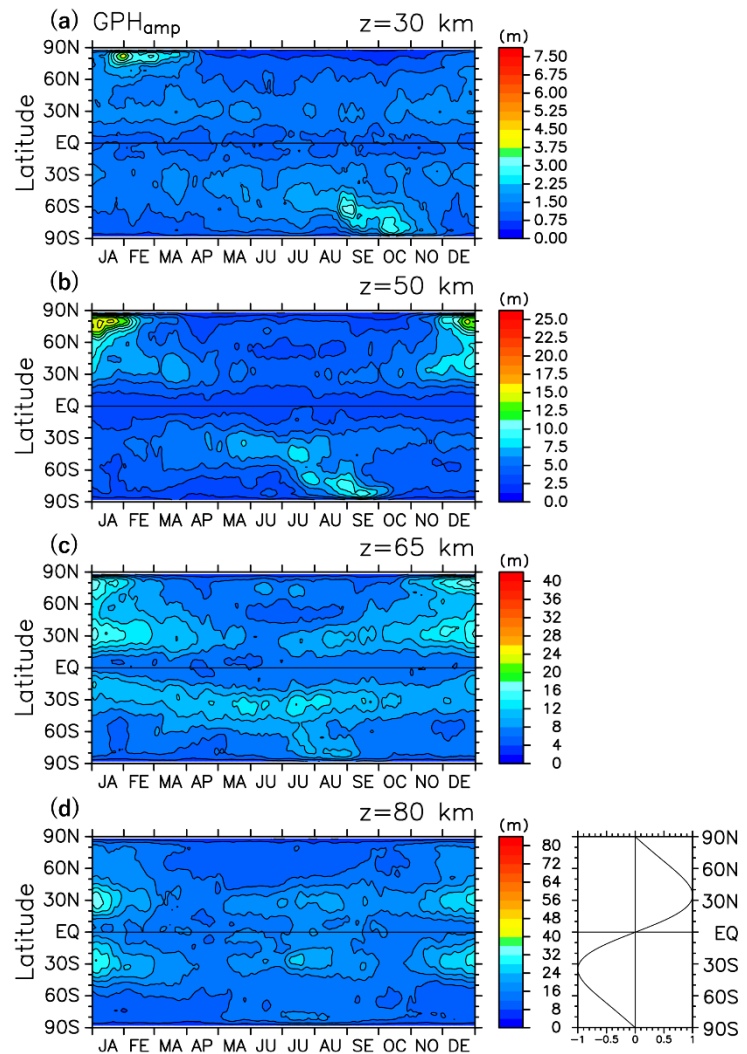 (a) GPHamp z=30 km
(m)
90N
60N
30N
EQ
30S
60S
90S
Latitude
JA FE MA AP MA JU JU AU SE OC NO DE
7.50
6.75
6.00
5.25
4.50
3.75
3.00
2.25
1.50
0.75
0.00
(b) z=50 km
(m)
90N
60N
30N
EQ
30S
60S
90S
Latitude
JA FE MA AP MA JU JU AU SE OC NO DE
25.0
22.5
20.0
17.5
15.0
12.5
10.0
7.5
5.0
2.5
0.0
(c) z=65 km
(m)
90N
60N
30N
EQ
30S
60S
90S
Latitude
JA FE MA AP MA JU JU AU SE OC NO DE
40
36
32
28
24
20
16
12
8
4
0
(d) z=80 km
(m)
90N
60N
30N
EQ
30S
60S
90S
Latitude
JA FE MA AP MA JU JU AU SE OC NO DE
80
72
64
56
48
40
32
24
16
8
0
90N
60N
30N
EQ
30S
60S
90S
-1 -0.5 0 0.5 1